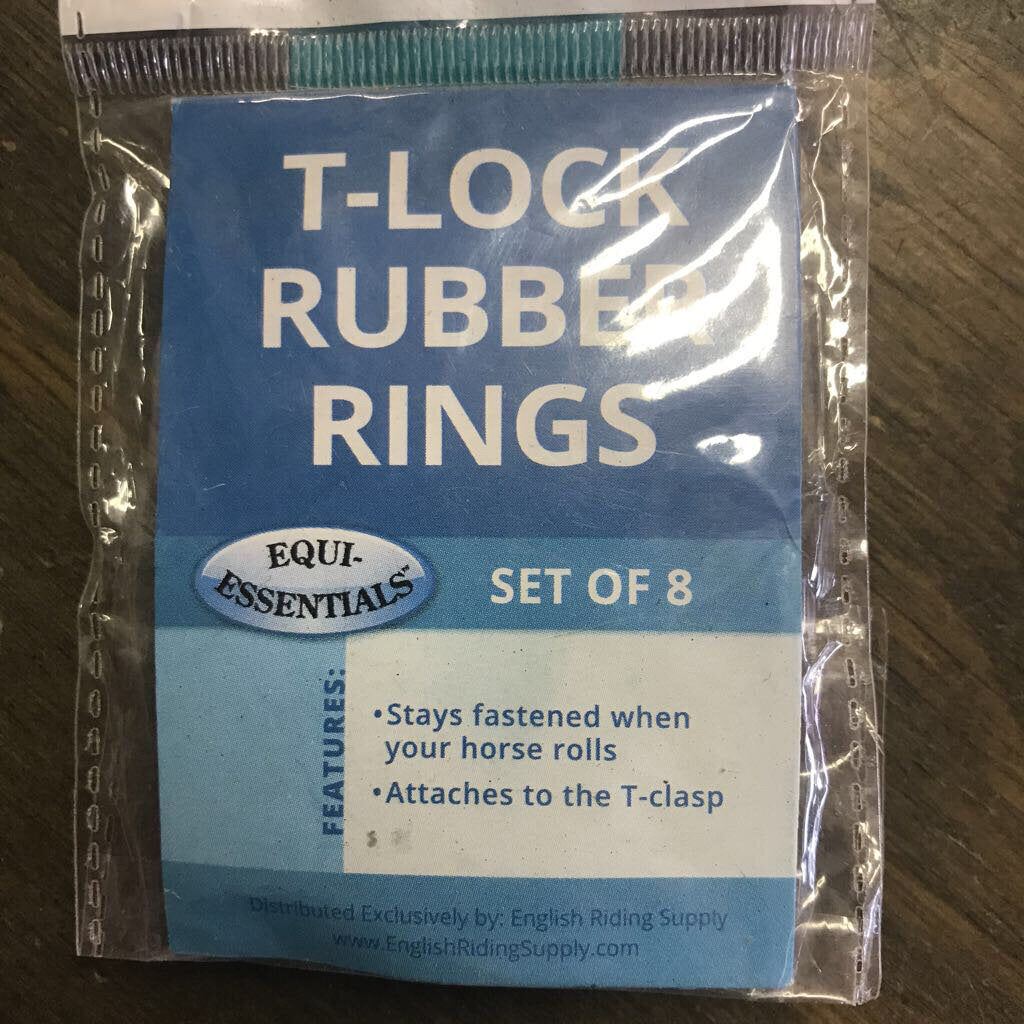 T-LOCK
RUBBER
RINGS
EQUI-
ESSENTIALS™
SET OF 8
FEATURES:
•Stays fastened when
your horse rolls
•Attaches to the T-clasp
$
Distributed Exclusively by: English Riding Supply
www.EnglishRidingSupply.com